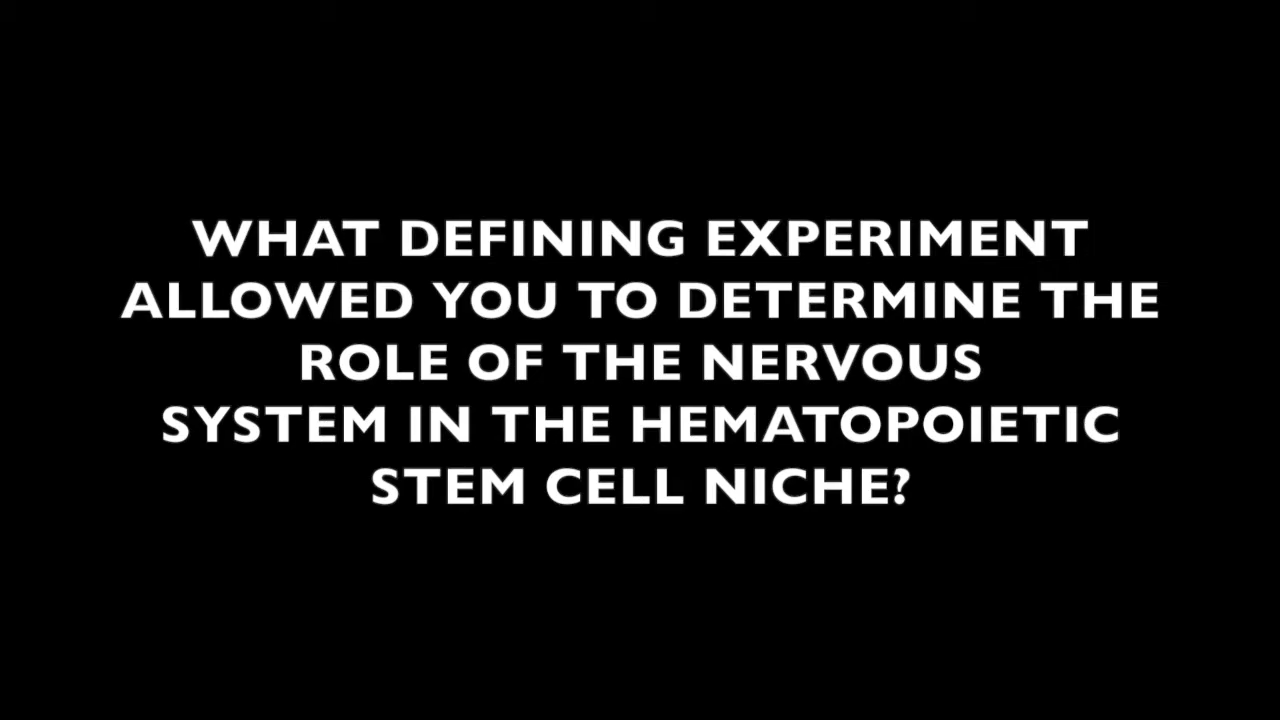 WHAT DEFINING EXPERIMENT
ALLOWED YOU TO DETERMINE THE
ROLE OF THE NERVOUS
SYSTEM IN THE HEMATOPOIETIC
STEM CELL NICHE?